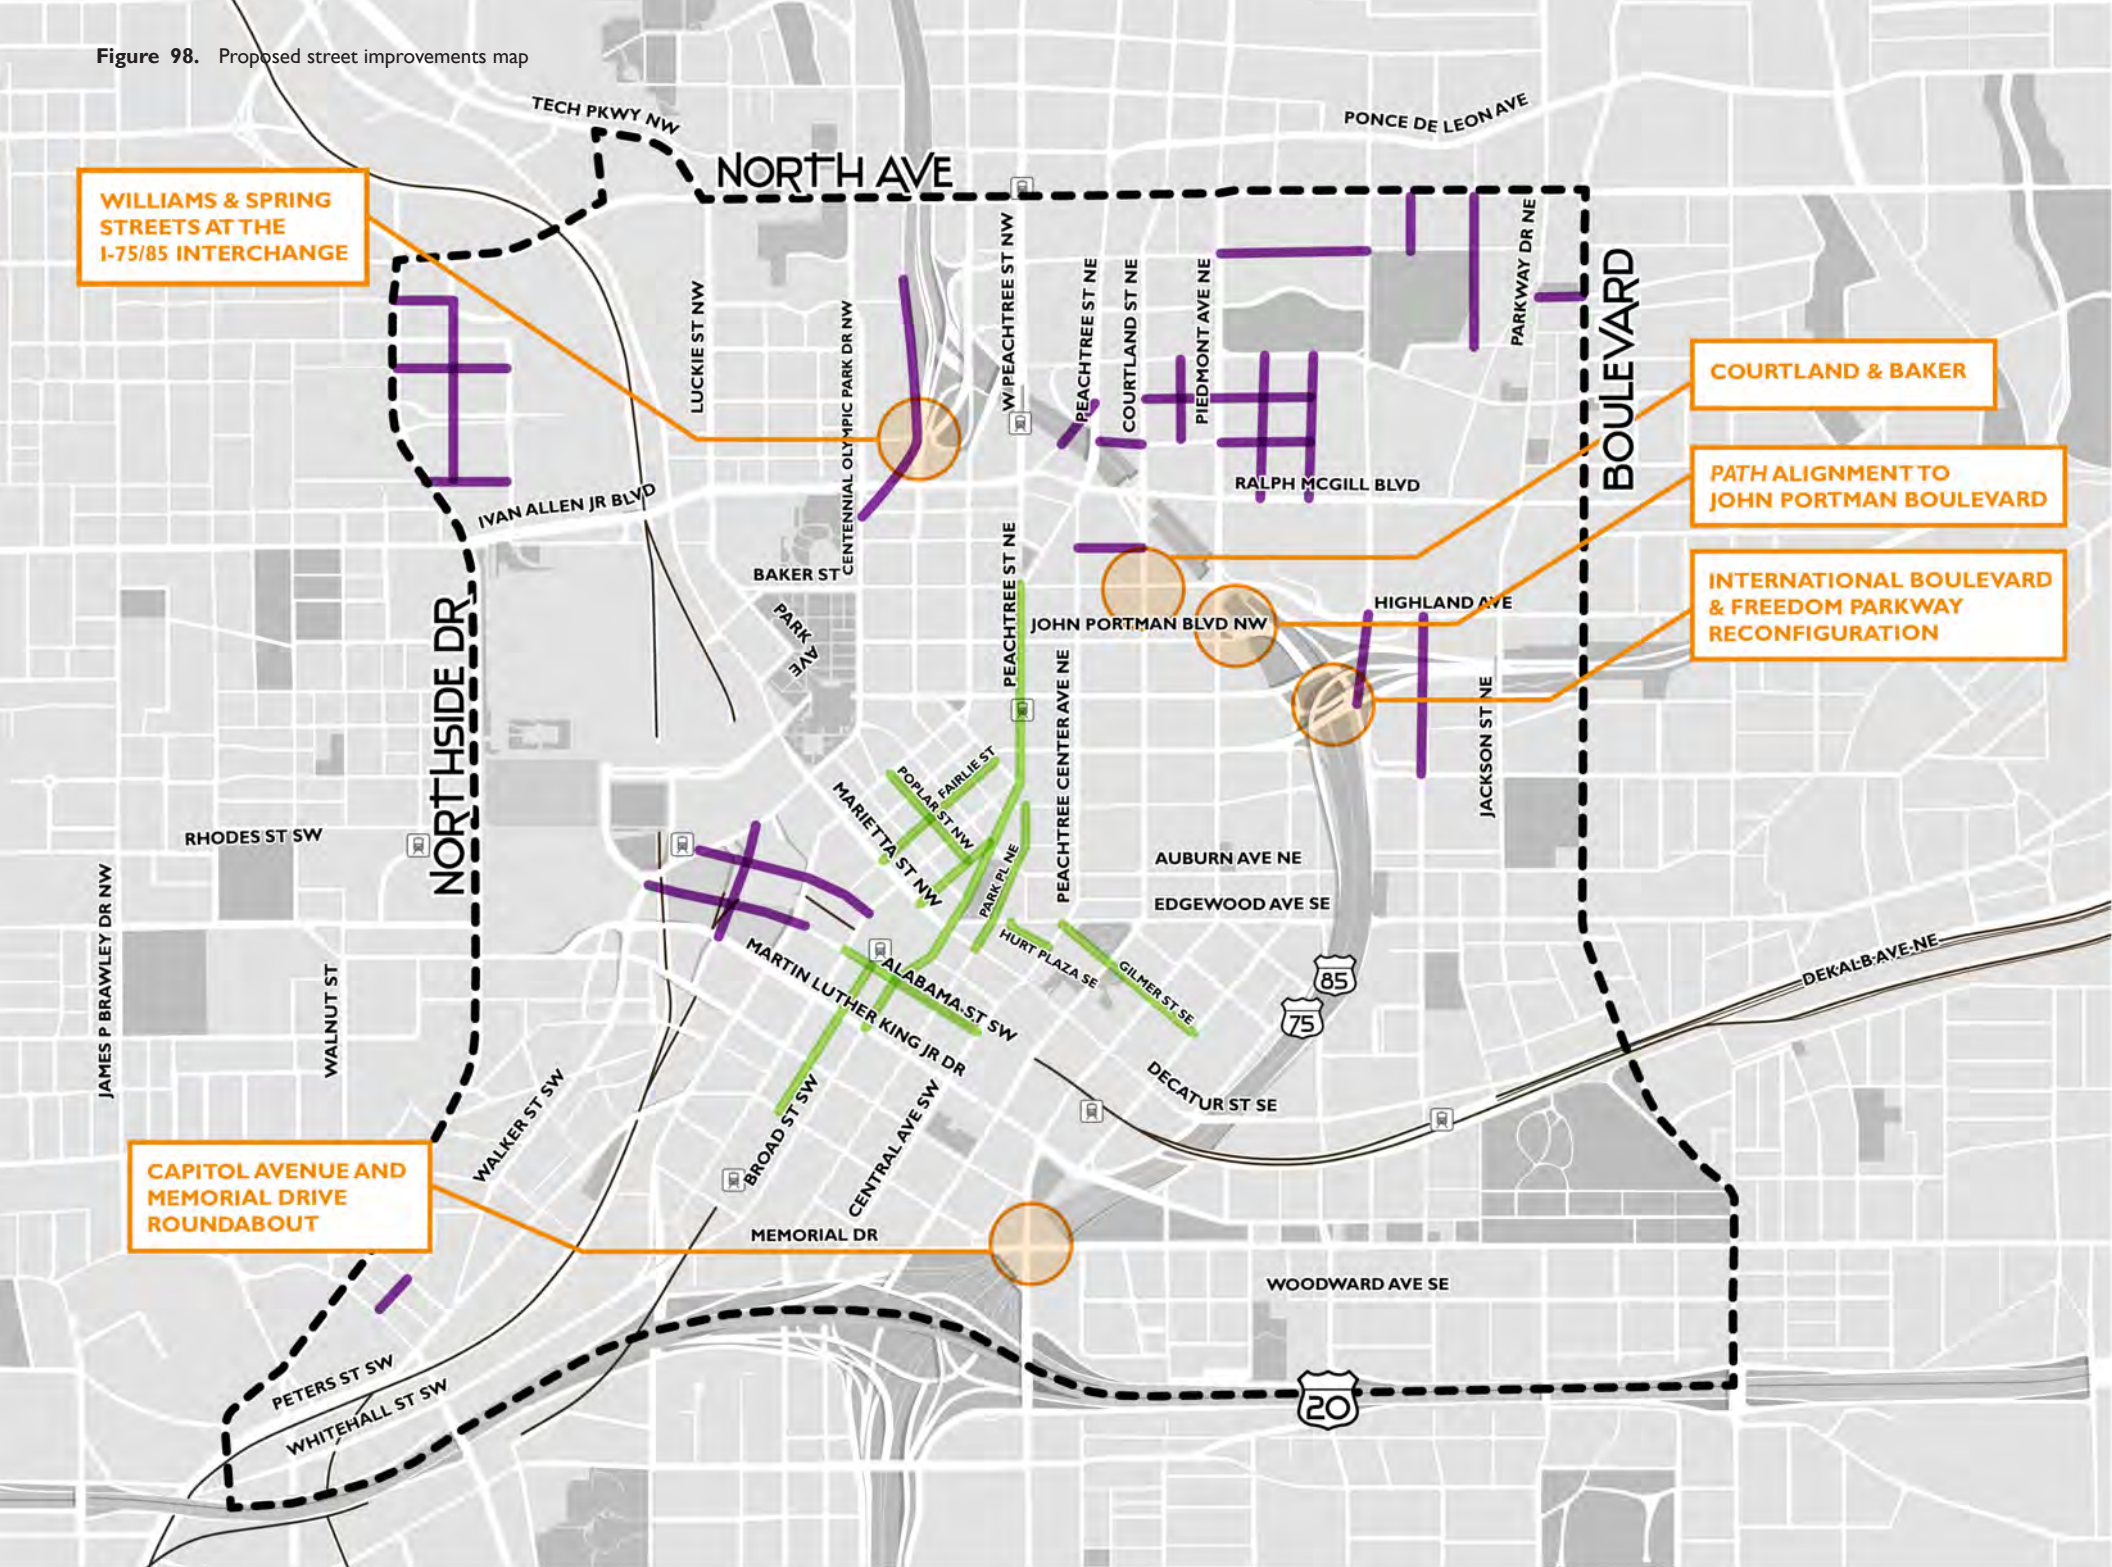 Figure 98. Proposed street improvements map
TECH PKWY NW
PONCE DE LEON AVE
NORTH AVE
WILLIAMS & SPRING
STREETS AT THE
I-75/85 INTERCHANGE
LUCKIE ST NW
CENTENNIAL OLYMPIC PARK DR NW
W PEACHTREE ST NW
PEACHTREE ST NE
COURTLAND ST NE
PIEDMONT AVE NE
PARKWAY DR NE
BOULEVARD
COURTLAND & BAKER
PATH ALIGNMENT TO
JOHN PORTMAN BOULEVARD
INTERNATIONAL BOULEVARD
& FREEDOM PARKWAY
RECONFIGURATION
IVAN ALLEN JR BLVD
RALPH MCGILL BLVD
BAKER ST
PARK AVE
PEACHTREE ST NE
JOHN PORTMAN BLVD NW
HIGHLAND AVE
NORTHSIDE DR
PEACHTREE CENTER AVE NE
JACKSON ST NE
FAIRLIE ST
POPLAR ST NW
MARIETTA ST NW
PARK PL NE
RHODES ST SW
AUBURN AVE NE
EDGEWOOD AVE SE
JAMES P BRAWLEY DR NW
WALNUT ST
HURT PLAZA SE
GILMER ST SE
ALABAMA ST SW
MARTIN LUTHER KING JR DR
85
75
DEKALB AVE NE
WALKER ST SW
BROAD ST SW
CENTRAL AVE SW
DECATUR ST SE
CAPITOL AVENUE AND
MEMORIAL DRIVE
ROUNDABOUT
MEMORIAL DR
WOODWARD AVE SE
PETERS ST SW
WHITEHALL ST SW
20